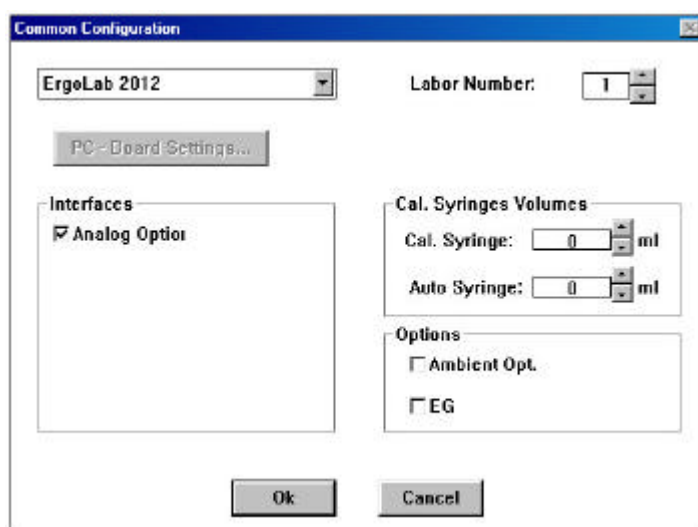 Common Configuration
ErgoLab 2012
Labor Number: 1
PC - Board Settings...
Interfaces
Analog Option
Cal. Syringes Volumes
Cal. Syringe: 0 ml
Auto Syringe: 0 ml
Options
Ambient Opt.
EG
Ok
Cancel